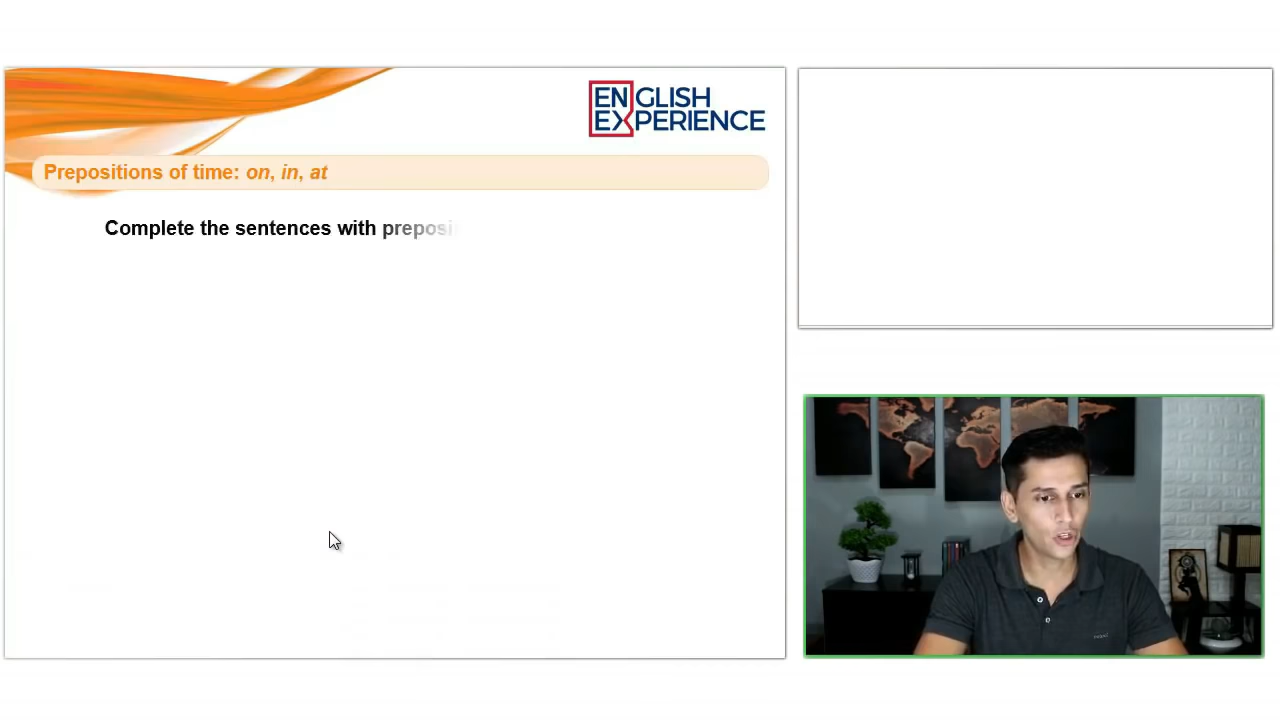 ENGLISH
EXPERIENCE
Prepositions of time: on, in, at
Complete the sentences with preposi